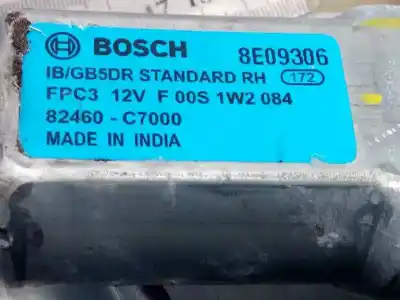 BOSCH 8E09306
IB/GB5DR STANDARD RH 172
FPC3 12V F 00S 1W2 084
82460 - C7000
MADE IN INDIA